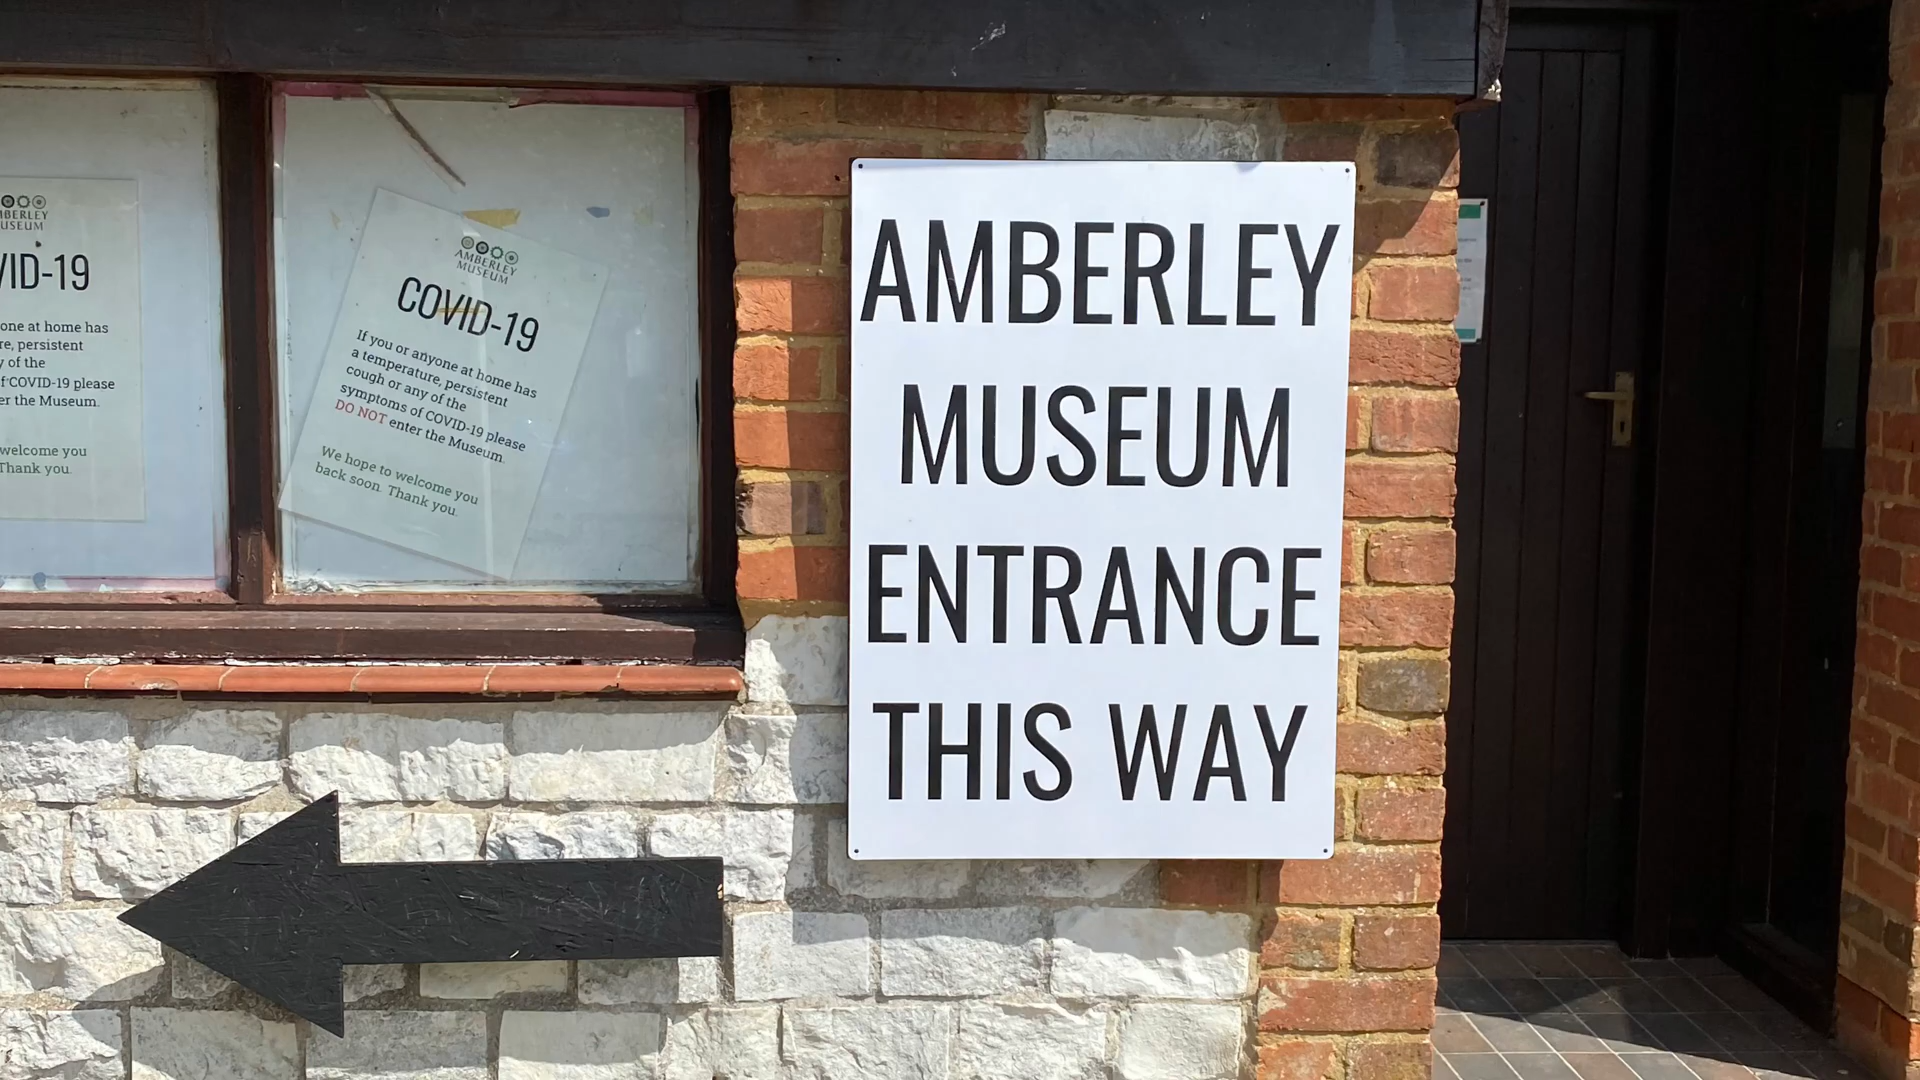 MBERLEY
USEUM
VID-19
one at home has
re, persistent
y of the
f COVID-19 please
er the Museum.
welcome you
Thank you.
AMBERLEY
MUSEUM
COVID-19
If you or anyone at home has
a temperature, persistent
cough or any of the
symptoms of COVID-19 please
DO NOT enter the Museum.
We hope to welcome you
back soon. Thank you.
AMBERLEY
MUSEUM
ENTRANCE
THIS WAY